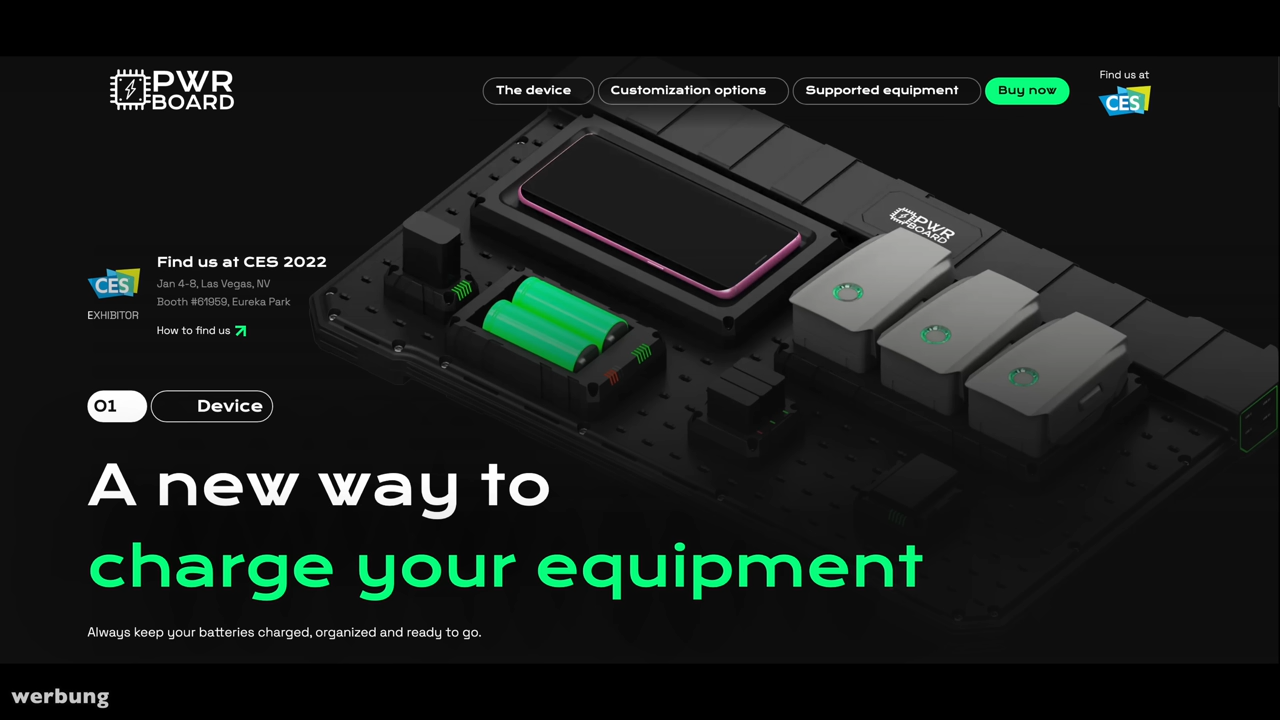 PWR
BOARD
The device
Customization options
Supported equipment
Buy now
Find us at
CES
PWR
BOARD
CES
EXHIBITOR
Find us at CES 2022
Jan 4-8, Las Vegas, NV
Booth #61959, Eureka Park
How to find us
01
Device
A new way to
charge your equipment
Always keep your batteries charged, organized and ready to go.
werbung